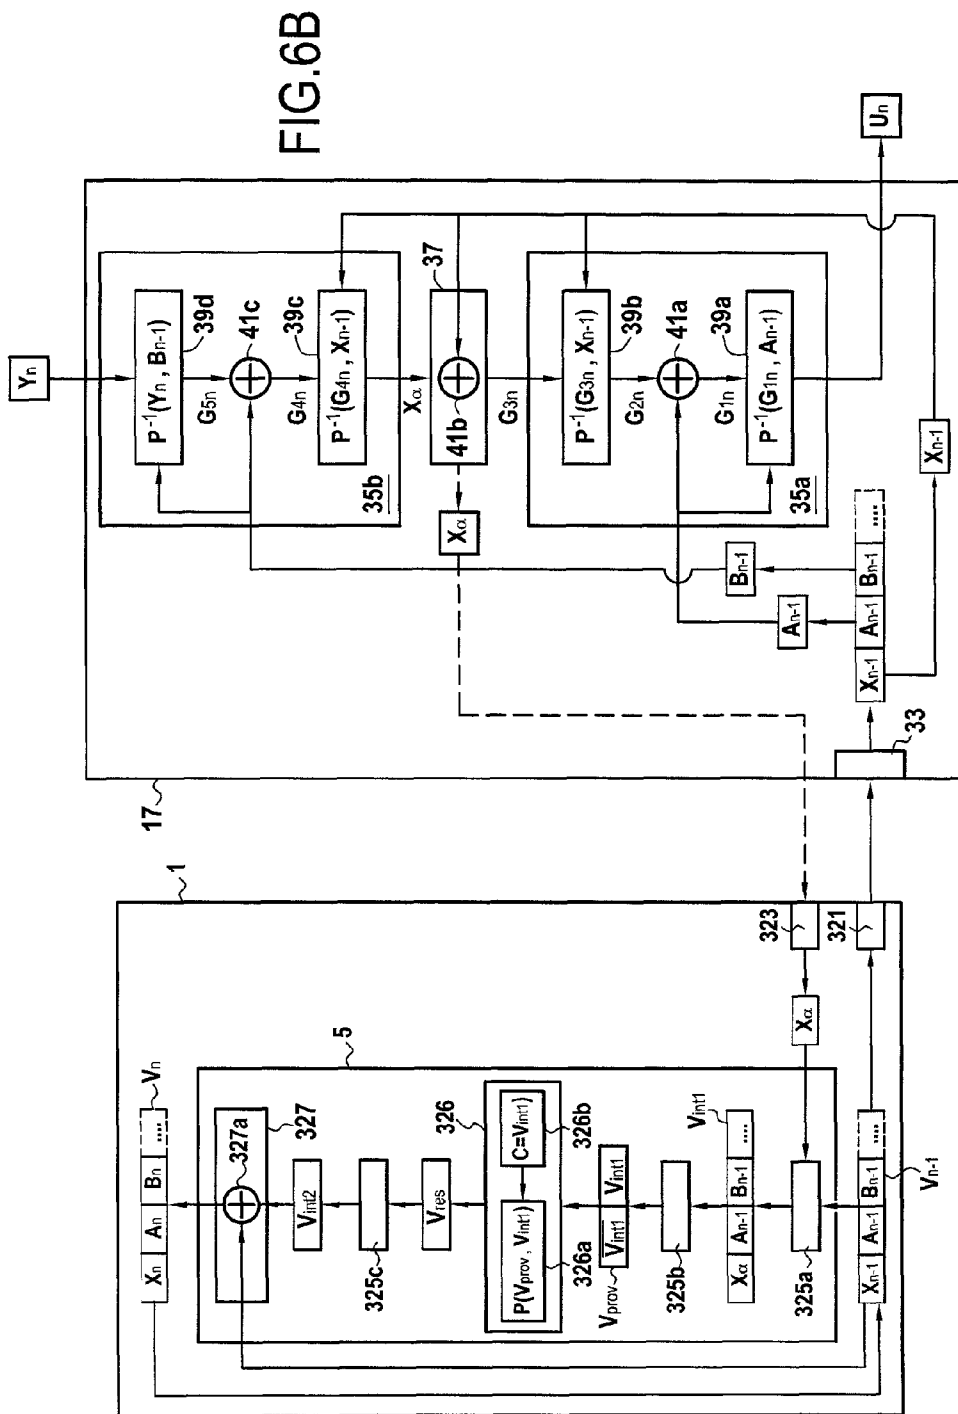 FIG.6B
Yn
17
P⁻¹(Yn , Bn-1)
39d
G5n
41c
G4n
39c
P⁻¹(G4n , Xn-1)
35b
Xα
37
41b
Xα
G3n
P⁻¹(G3n , Xn-1)
39b
G2n
41a
G1n
39a
P⁻¹(G1n , An-1)
35a
Un
Bn-1
An-1
Xn-1 An-1 Bn-1 ....
Xn-1
33
1
Vn
Xn An Bn ....
5
327a
327
Vint2
325c
Vres
326
C=Vint1
326b
P(Vprov , Vint1)
326a
Vint1 Vint1
Vprov
325b
Vint1
Xα An-1 Bn-1 ....
325a
Xα
323
321
Xn-1 An-1 Bn-1 ....
Vn-1